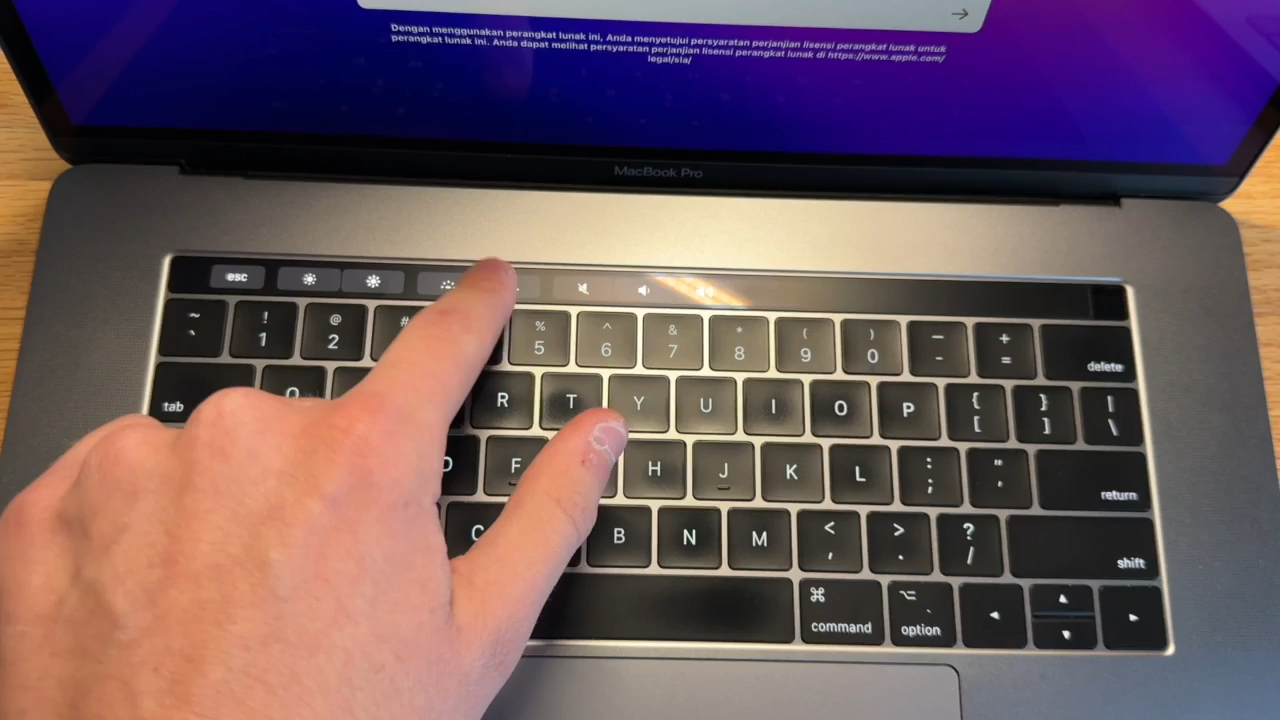 Dengan menggunakan perangkat lunak ini, Anda menyetujui persyaratan perjanjian lisensi perangkat lunak untuk
perangkat lunak ini. Anda dapat melihat persyaratan perjanjian lisensi perangkat lunak di https://www.apple.com/
legal/sla/
MacBook Pro
esc
~ ! @ # % ^ & * ( ) — +
` 1 2 5 6 7 8 9 0 - = delete
tab R T Y U I O P { [ } ] | \
D F H J K L : ; " ' return
C B N M < , > . ? / shift
⌘ ⌥
command option